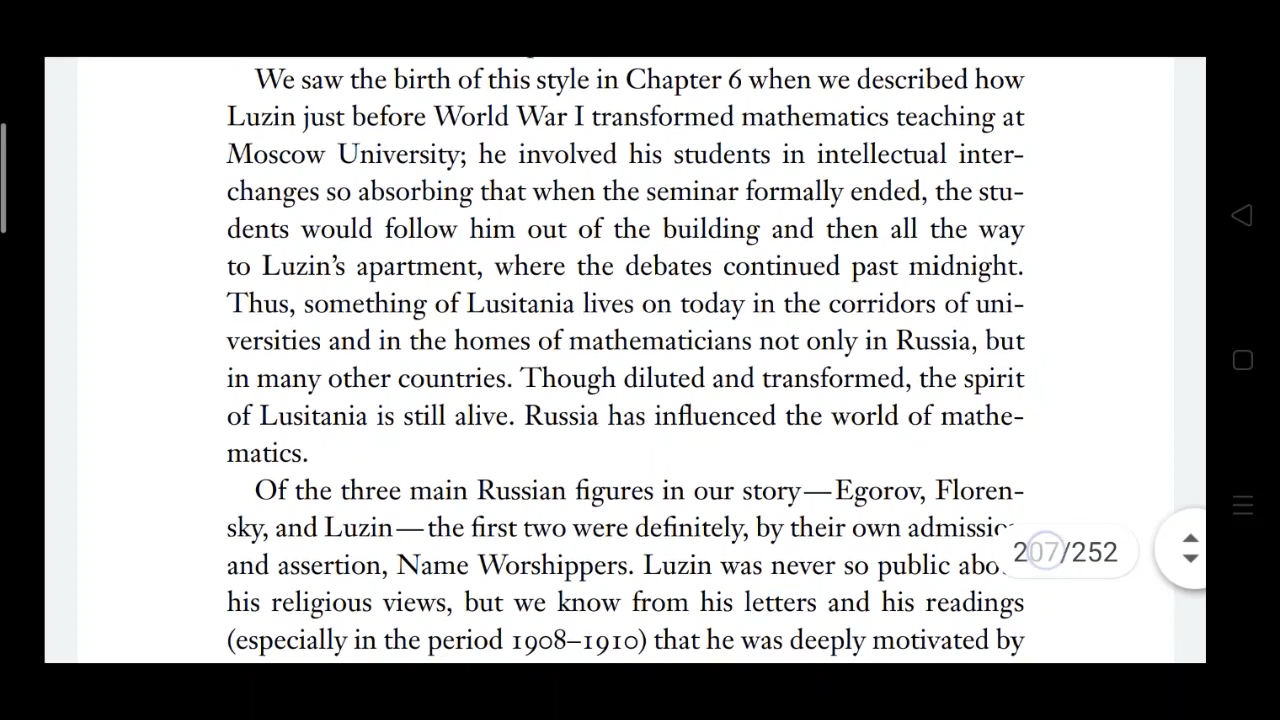 We saw the birth of this style in Chapter 6 when we described how
Luzin just before World War I transformed mathematics teaching at
Moscow University; he involved his students in intellectual inter-
changes so absorbing that when the seminar formally ended, the stu-
dents would follow him out of the building and then all the way
to Luzin’s apartment, where the debates continued past midnight.
Thus, something of Lusitania lives on today in the corridors of uni-
versities and in the homes of mathematicians not only in Russia, but
in many other countries. Though diluted and transformed, the spirit
of Lusitania is still alive. Russia has influenced the world of mathe-
matics.
Of the three main Russian figures in our story—Egorov, Floren-
sky, and Luzin—the first two were definitely, by their own admission
and assertion, Name Worshippers. Luzin was never so public about
his religious views, but we know from his letters and his readings
(especially in the period 1908–1910) that he was deeply motivated by
207/252